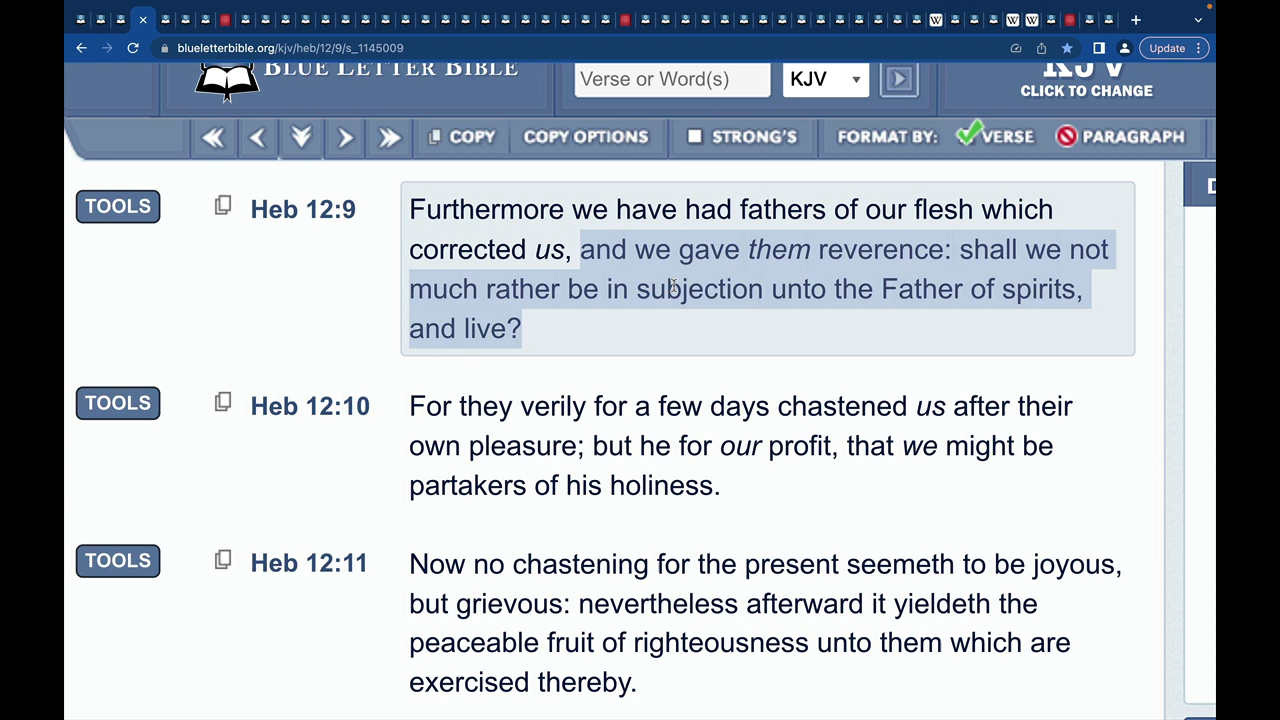 blueletterbible.org/kjv/heb/12/9/s_1145009
Update
BLUE LETTER BIBLE
Verse or Word(s)
KJV
KJV
CLICK TO CHANGE
COPY
COPY OPTIONS
STRONG'S
FORMAT BY:
VERSE
PARAGRAPH
TOOLS
Heb 12:9
Furthermore we have had fathers of our flesh which
corrected us, and we gave them reverence: shall we not
much rather be in subjection unto the Father of spirits,
and live?
TOOLS
Heb 12:10
For they verily for a few days chastened us after their
own pleasure; but he for our profit, that we might be
partakers of his holiness.
TOOLS
Heb 12:11
Now no chastening for the present seemeth to be joyous,
but grievous: nevertheless afterward it yieldeth the
peaceable fruit of righteousness unto them which are
exercised thereby.